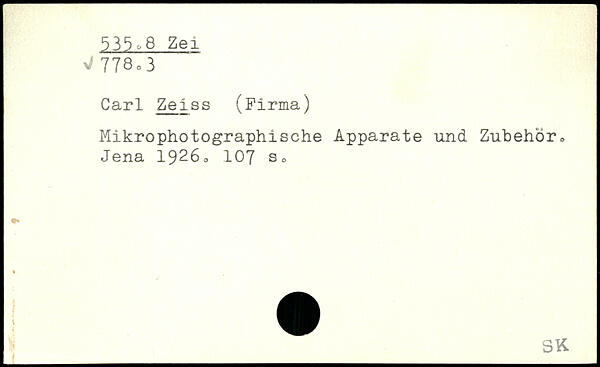 535.8 Zei
√ 778.3
Carl Zeiss (Firma)
Mikrophotographische Apparate und Zubehör.
Jena 1926. 107 s.
SK